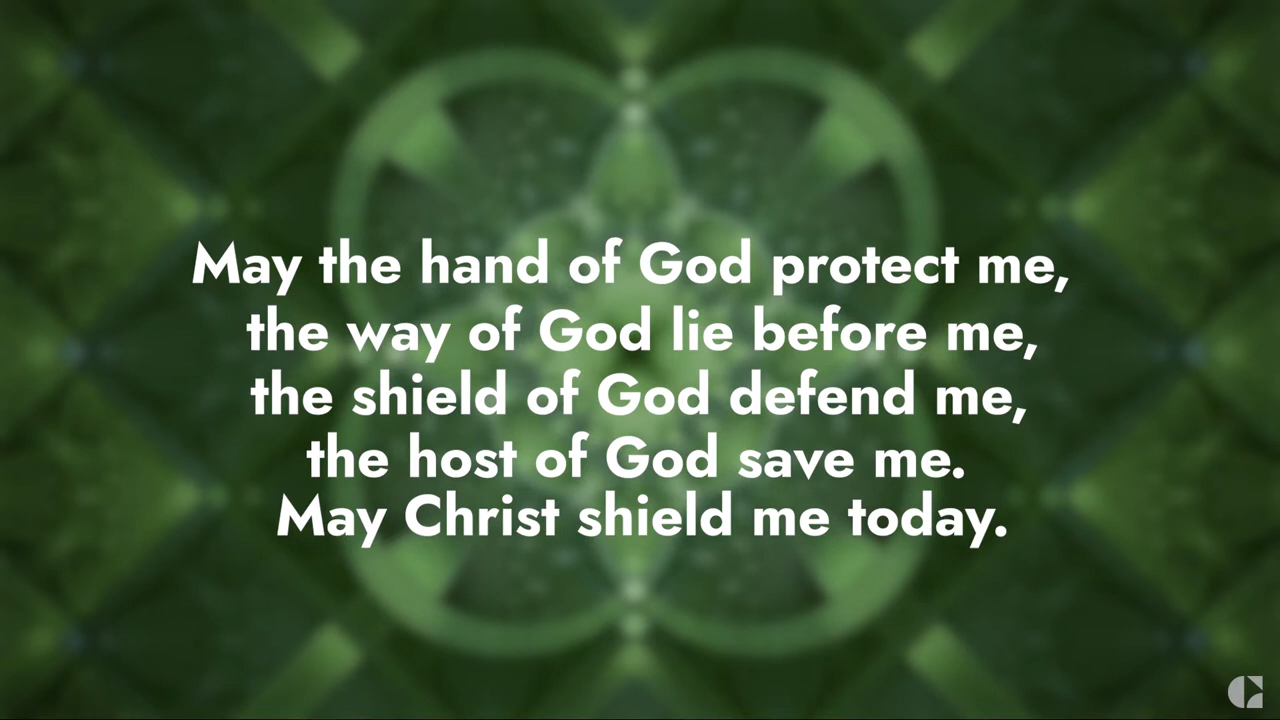 May the hand of God protect me,
the way of God lie before me,
the shield of God defend me,
the host of God save me.
May Christ shield me today.